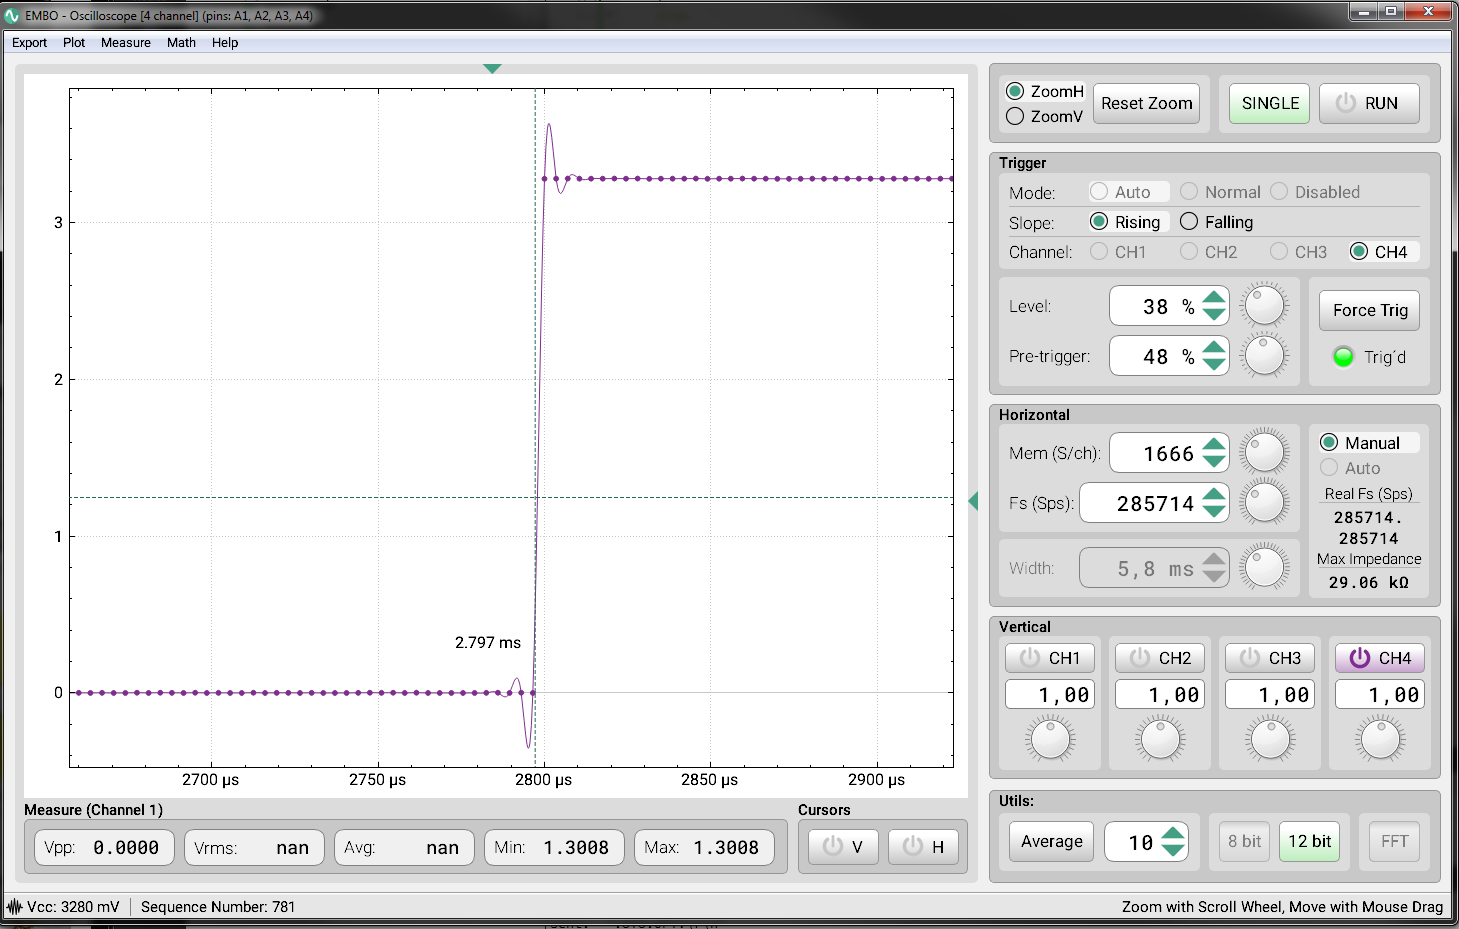 EMBO - Oscilloscope [4 channel] (pins: A1, A2, A3, A4)
Export Plot Measure Math Help
3
2
1
0
2.797 ms
2700 µs 2750 µs 2800 µs 2850 µs 2900 µs
Measure (Channel 1)
Vpp: 0.0000 Vrms: nan Avg: nan Min: 1.3008 Max: 1.3008
Cursors
V H
ZoomH
ZoomV
Reset Zoom
SINGLE
RUN
Trigger
Mode: Auto Normal Disabled
Slope: Rising Falling
Channel: CH1 CH2 CH3 CH4
Level: 38 %
Pre-trigger: 48 %
Force Trig
Trig´d
Horizontal
Mem (S/ch): 1666
Fs (Sps): 285714
Width: 5,8 ms
Manual
Auto
Real Fs (Sps)
285714.
285714
Max Impedance
29.06 kΩ
Vertical
CH1 CH2 CH3 CH4
1,00 1,00 1,00 1,00
Utils:
Average 10 8 bit 12 bit FFT
Vcc: 3280 mV Sequence Number: 781
Zoom with Scroll Wheel, Move with Mouse Drag